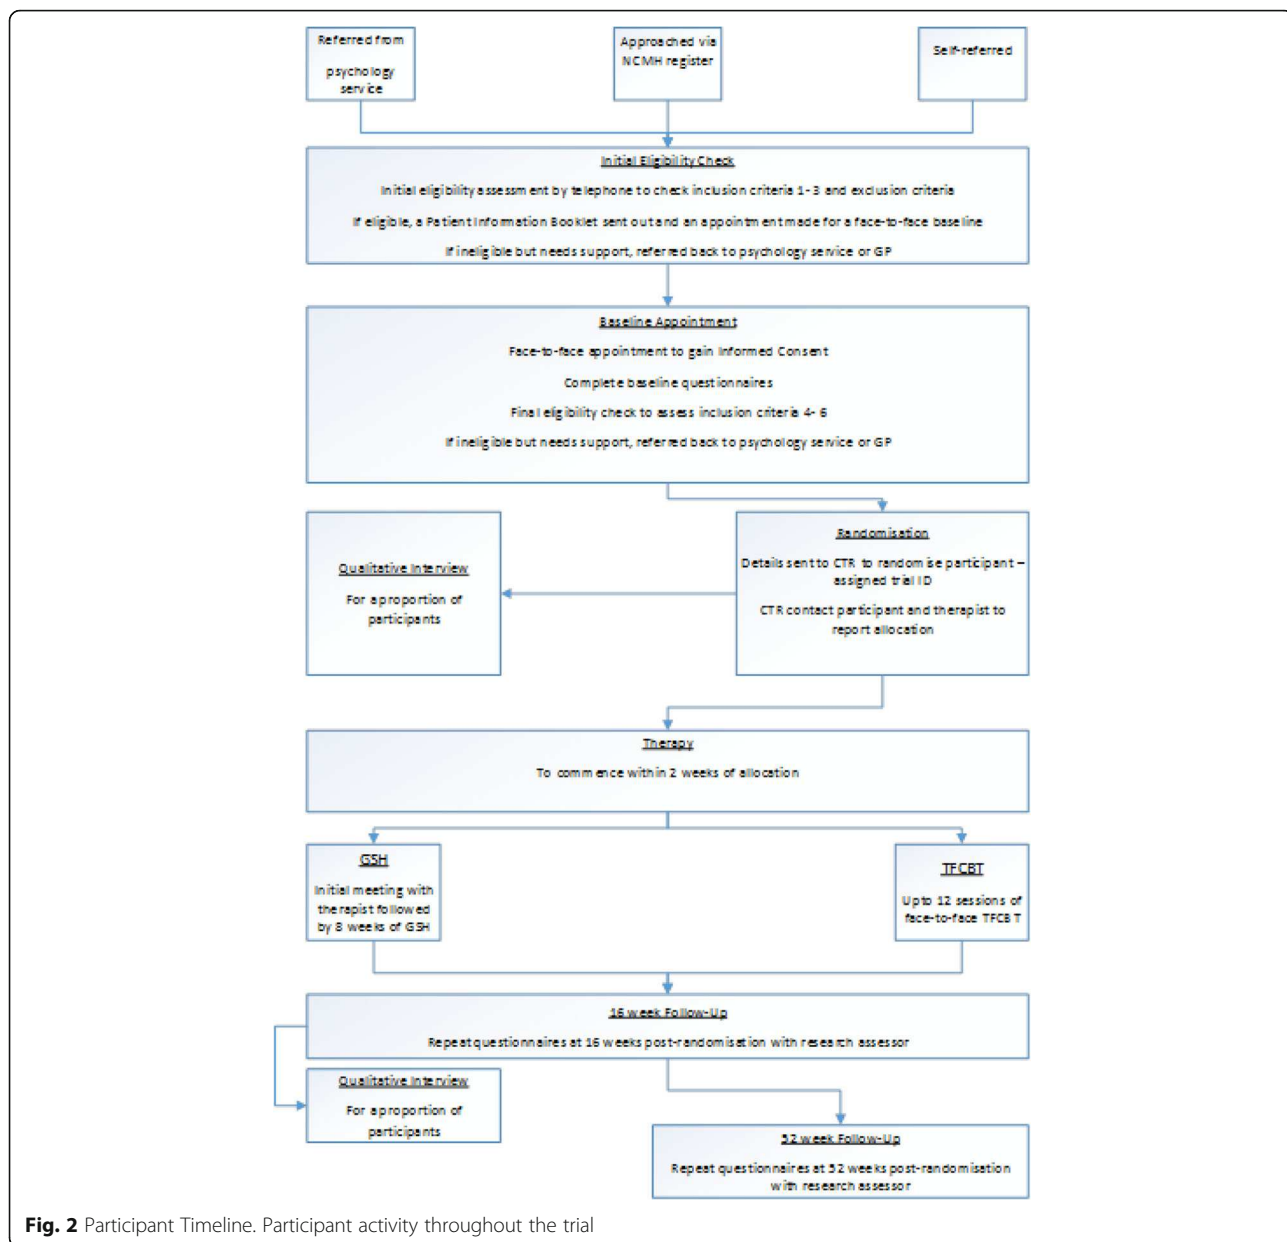 Referred from
psychology
service
Approached via
NCMH register
Self-referred
Initial Eligibility Check
Initial eligibility assessment by telephone to check inclusion criteria 1- 3 and exclusion criteria
If eligible, a Patient Information Booklet sent out and an appointment made for a face-to-face baseline
If ineligible but needs support, referred back to psychology service or GP
Baseline Appointment
Face-to-face appointment to gain Informed Consent
Complete baseline questionnaires
Final eligibility check to assess inclusion criteria 4- 6
If ineligible but needs support, referred back to psychology service or GP
Qualitative Interview
For a proportion of
participants
Randomisation
Details sent to CTR to randomise participant –
assigned trial ID
CTR contact participant and therapist to
report allocation
Therapy
To commence within 2 weeks of allocation
GSH
Initial meeting with
therapist followed
by 8 weeks of GSH
TFCBT
Up to 12 sessions of
face-to-face TFCBT
16 week Follow-Up
Repeat questionnaires at 16 weeks post-randomisation with research assessor
Qualitative Interview
For a proportion of
participants
52 week Follow-Up
Repeat questionnaires at 52 weeks post-randomisation
with research assessor
Fig. 2 Participant Timeline. Participant activity throughout the trial